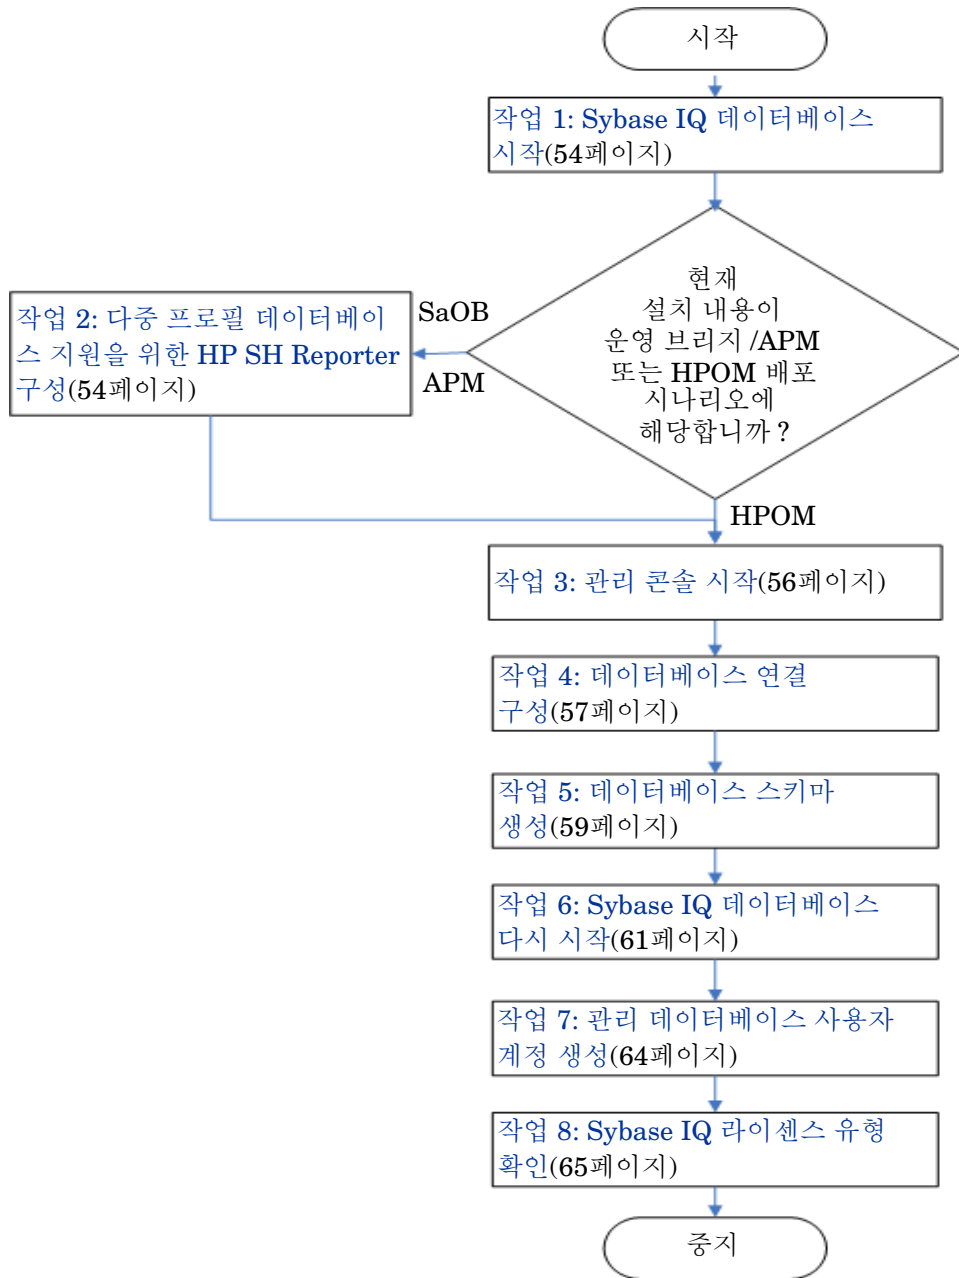 시작
작업 1: Sybase IQ 데이터베이스
시작(54페이지)
현재
설치 내용이
운영 브리지 /APM
또는 HPOM 배포
시나리오에
해당합니까 ?
SaOB
APM
작업 2: 다중 프로필 데이터베이
스 지원을 위한 HP SH Reporter
구성(54페이지)
HPOM
작업 3: 관리 콘솔 시작(56페이지)
작업 4: 데이터베이스 연결
구성(57페이지)
작업 5: 데이터베이스 스키마
생성(59페이지)
작업 6: Sybase IQ 데이터베이스
다시 시작(61페이지)
작업 7: 관리 데이터베이스 사용자
계정 생성(64페이지)
작업 8: Sybase IQ 라이센스 유형
확인(65페이지)
중지